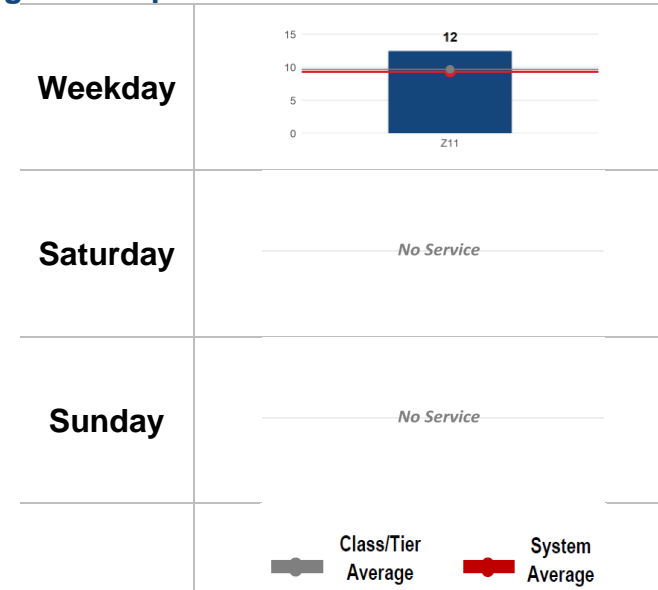 Weekday
15
10
5
0
12
Z11
Saturday
No Service
Sunday
No Service
Class/Tier
Average
System
Average